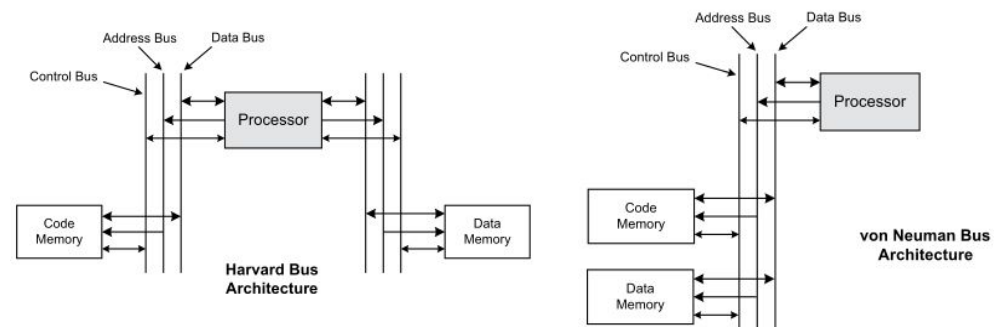 Address Bus
Data Bus
Control Bus
Processor
Code
Memory
Data
Memory
Harvard Bus
Architecture
Address Bus
Data Bus
Control Bus
Processor
Code
Memory
von Neuman Bus
Architecture
Data
Memory